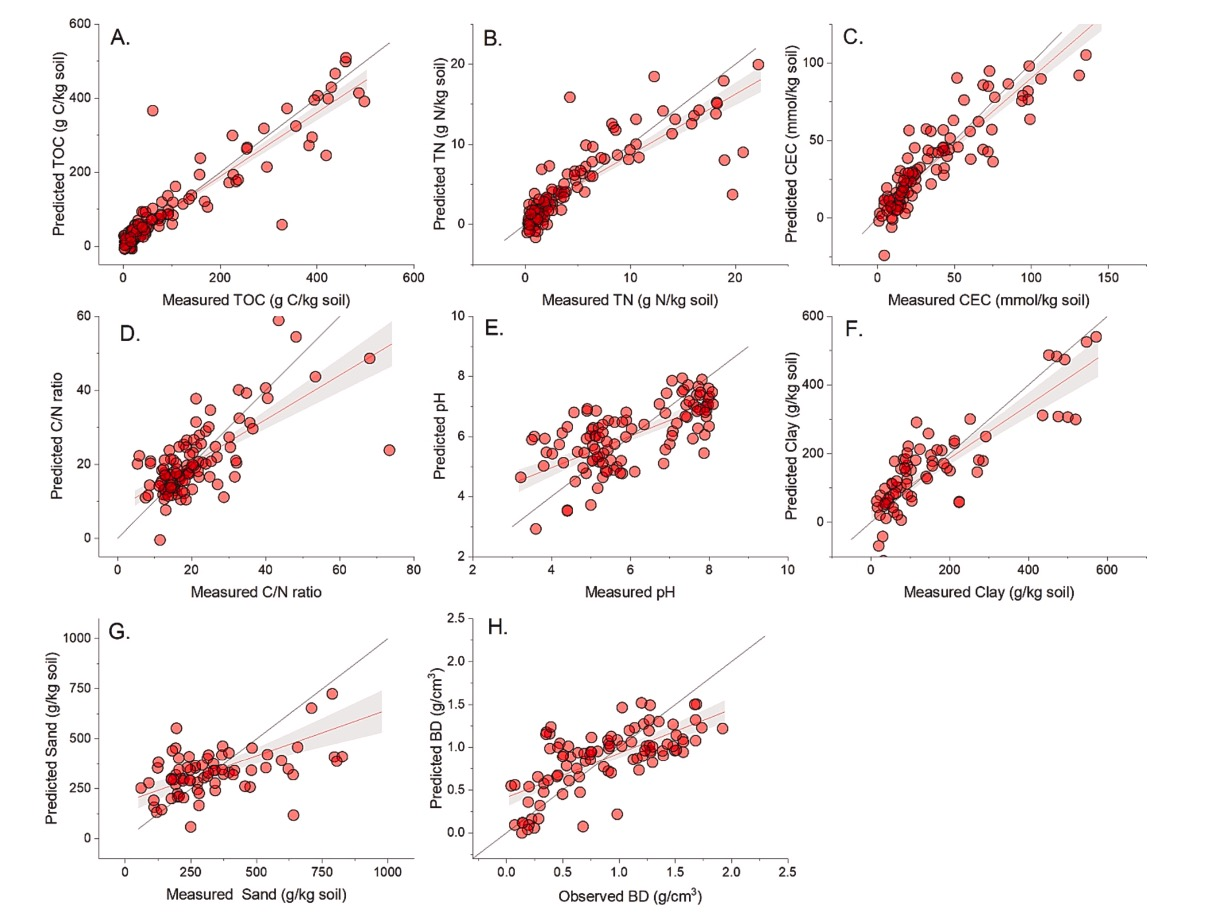 A.
600
400
200
0
Predicted TOC (g C/kg soil)
0 200 400 600
Measured TOC (g C/kg soil)
B.
20
10
0
Predicted TN (g N/kg soil)
0 10 20
Measured TN (g N/kg soil)
C.
100
50
0
Predicted CEC (mmol/kg soil)
0 50 100 150
Measured CEC (mmol/kg soil)
D.
60
40
20
0
Predicted C/N ratio
0 20 40 60 80
Measured C/N ratio
E.
10
8
6
4
2
Predicted pH
2 4 6 8 10
Measured pH
F.
600
400
200
0
Predicted Clay (g/kg soil)
0 200 400 600
Measured Clay (g/kg soil)
G.
1000
750
500
250
0
Predicted Sand (g/kg soil)
0 250 500 750 1000
Measured  Sand (g/kg soil)
H.
2.5
2.0
1.5
1.0
0.5
0.0
Predicted BD (g/cm³)
0.0 0.5 1.0 1.5 2.0 2.5
Observed BD (g/cm³)